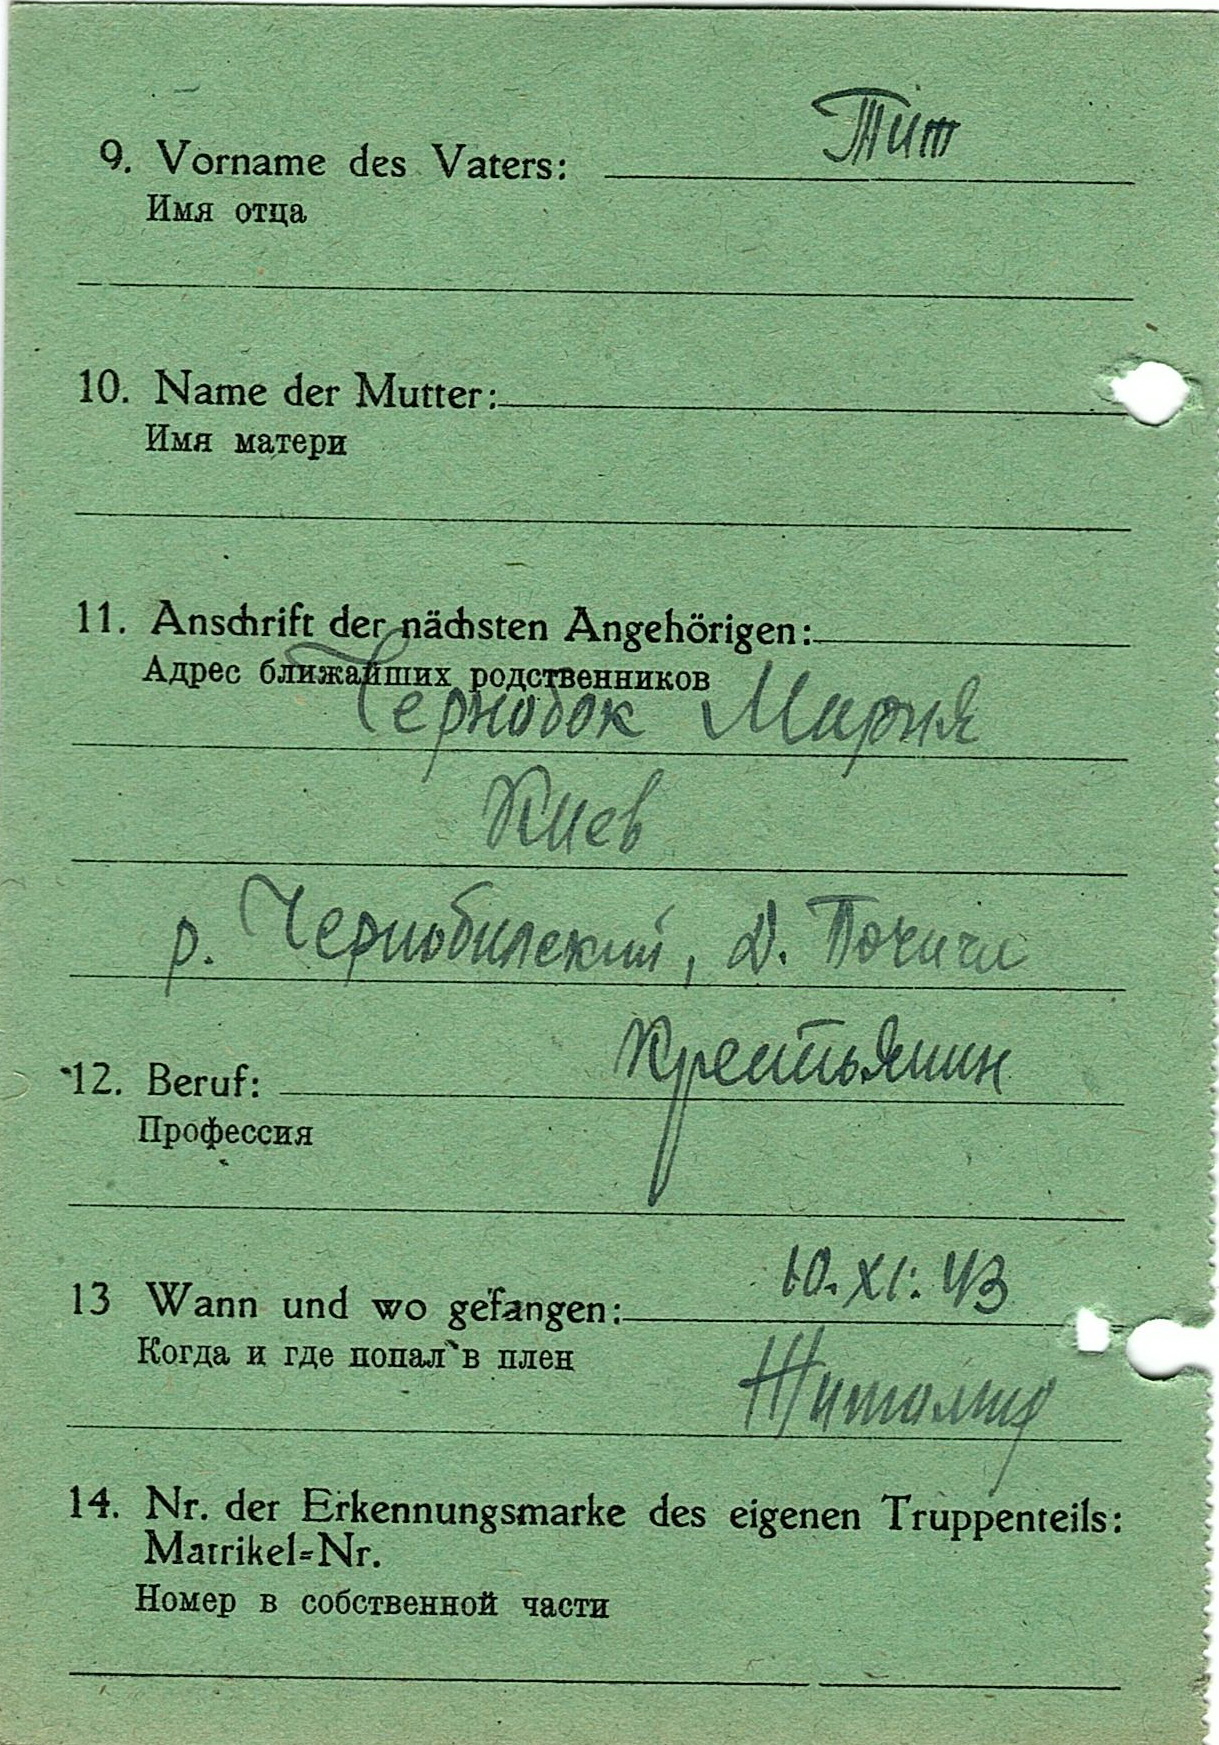 9. Vorname des Vaters: Тит
Имя отца
10. Name der Mutter:
Имя матери
11. Anschrift der nächsten Angehörigen:
Адрес ближайших родственников
Чернобок Мария
Киев
р. Чернобилский, д.
12. Beruf: Крестьянин
Профессия
13 Wann und wo gefangen: 10.XI.43
Когда и где попал в плен
Житомир
14. Nr. der Erkennungsmarke des eigenen Truppenteils:
Matrikel-Nr.
Номер в собственной части